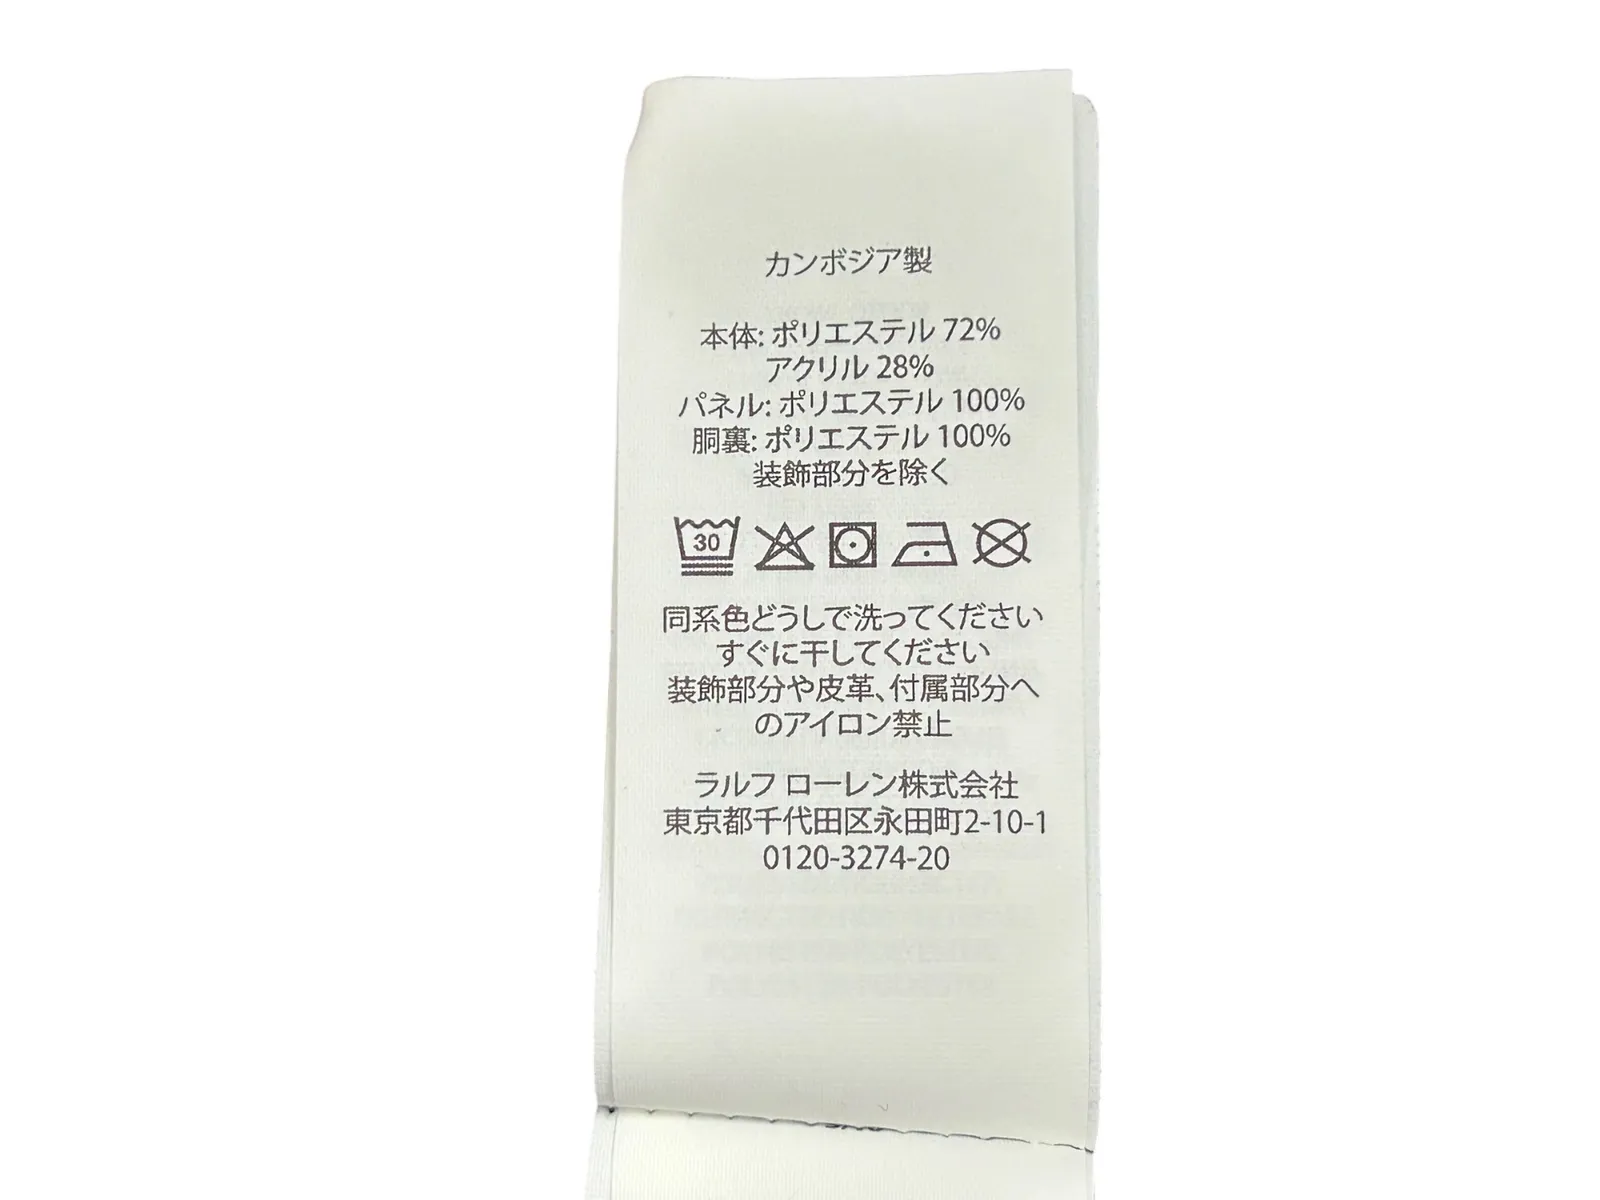 カンボジア製
本体: ポリエステル 72%
アクリル 28%
パネル: ポリエステル 100%
胴裏: ポリエステル 100%
装飾部分を除く
30
同系色どうしで洗ってください
すぐに干してください
装飾部分や皮革、付属部分へ
のアイロン禁止
ラルフ ローレン株式会社
東京都千代田区永田町2-10-1
0120-3274-20